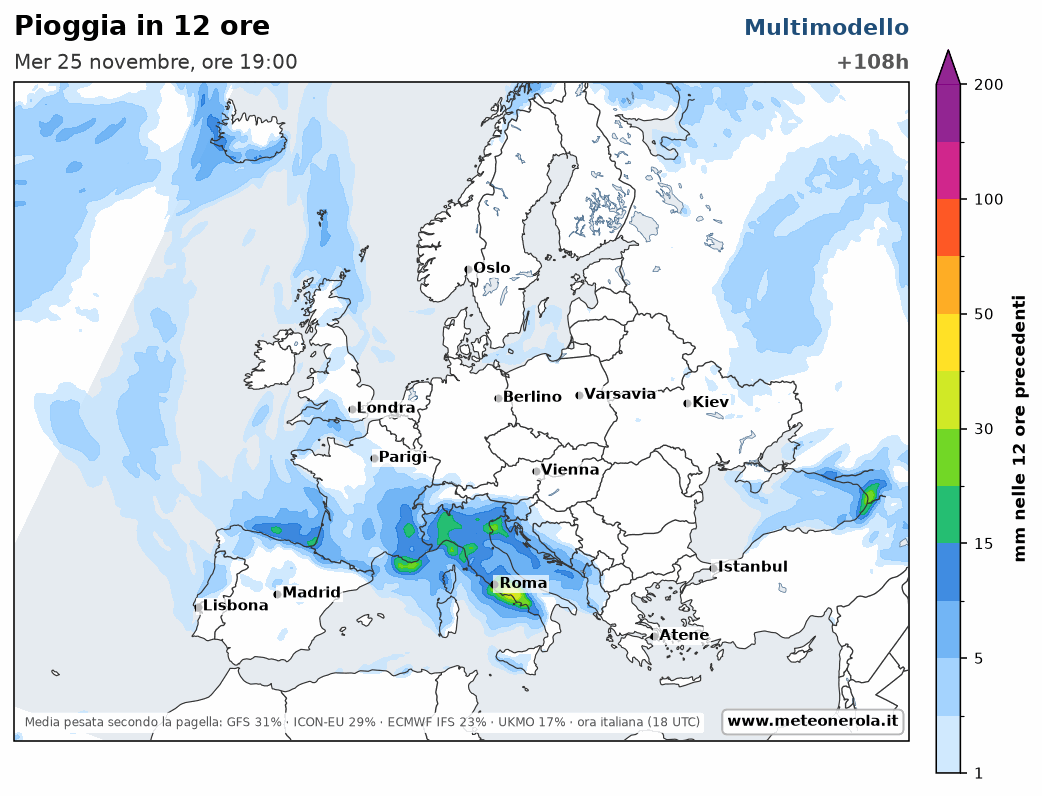 Pioggia in 12 ore
Multimodello
Mer 25 novembre, ore 19:00
+108h
200
100
50
30
15
5
1
mm nelle 12 ore precedenti
Oslo
Berlino
Varsavia
Kiev
Londra
Parigi
Vienna
Istanbul
Roma
Madrid
Lisbona
Atene
Media pesata secondo la pagella: GFS 31% · ICON-EU 29% · ECMWF IFS 23% · UKMO 17% · ora italiana (18 UTC)
www.meteonerola.it